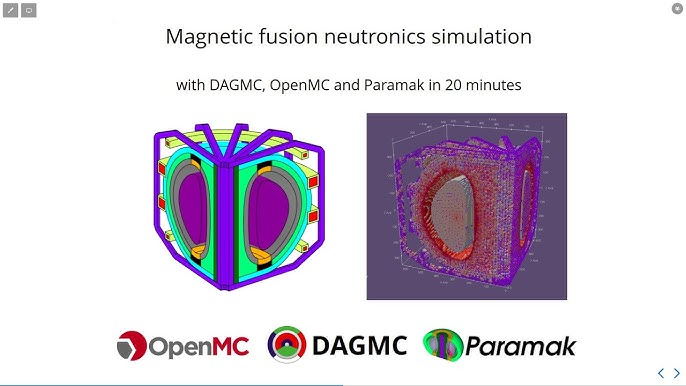 Magnetic fusion neutronics simulation
with DAGMC, OpenMC and Paramak in 20 minutes
OpenMC DAGMC Paramak